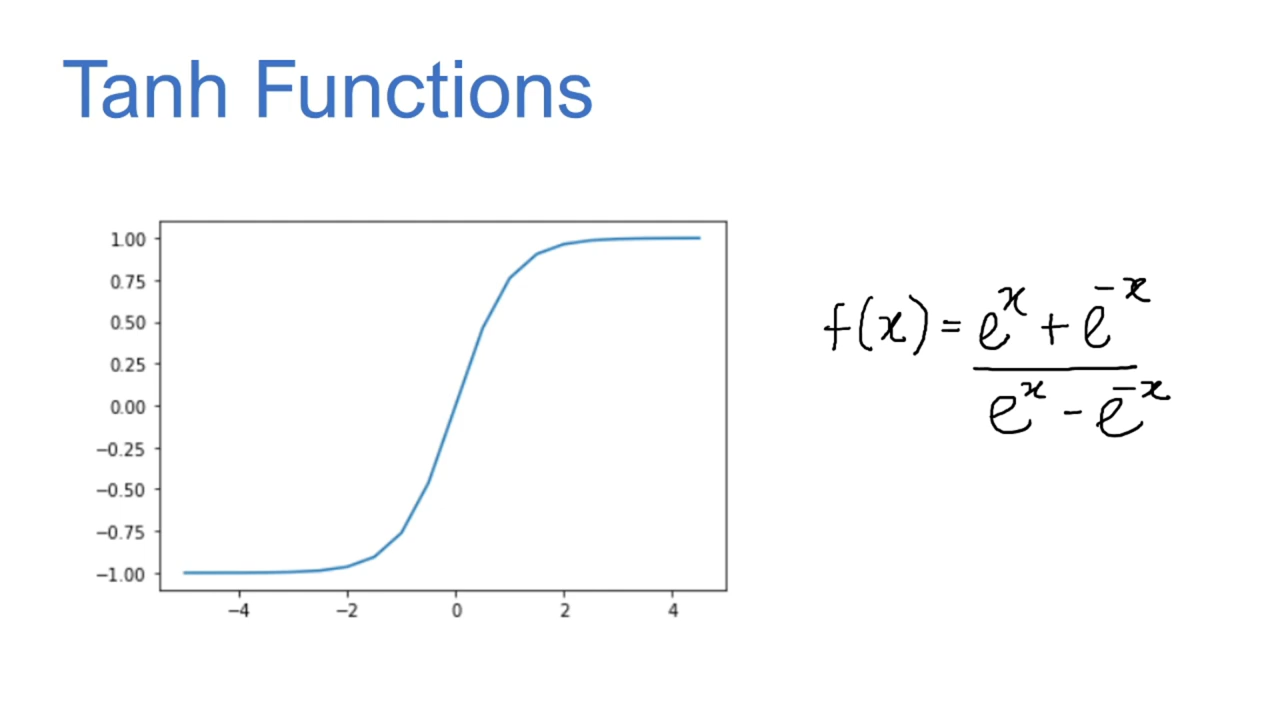 Tanh Functions
1.00
0.75
0.50
0.25
0.00
−0.25
−0.50
−0.75
−1.00
−4 −2 0 2 4
f(x) = e^x + e^-x
e^x - e^-x